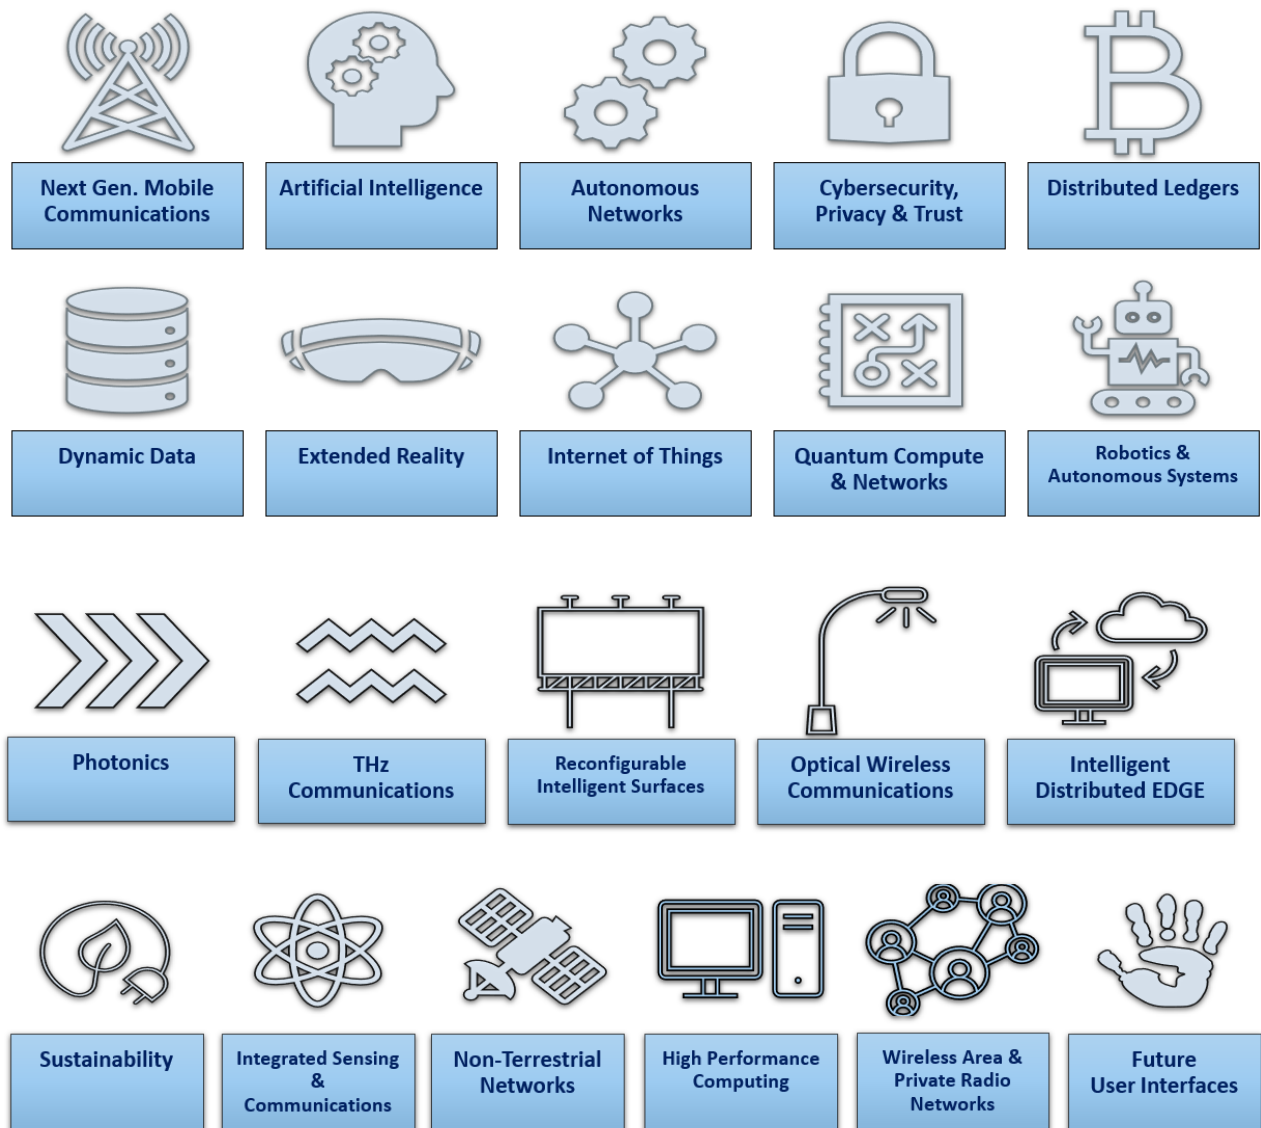 Next Gen. Mobile
Communications
Artificial Intelligence
Autonomous
Networks
Cybersecurity,
Privacy & Trust
Distributed Ledgers
Dynamic Data
Extended Reality
Internet of Things
Quantum Compute
& Networks
Robotics &
Autonomous Systems
Photonics
THz
Communications
Reconfigurable
Intelligent Surfaces
Optical Wireless
Communications
Intelligent
Distributed EDGE
Sustainability
Integrated Sensing
&
Communications
Non-Terrestrial
Networks
High Performance
Computing
Wireless Area &
Private Radio
Networks
Future
User Interfaces